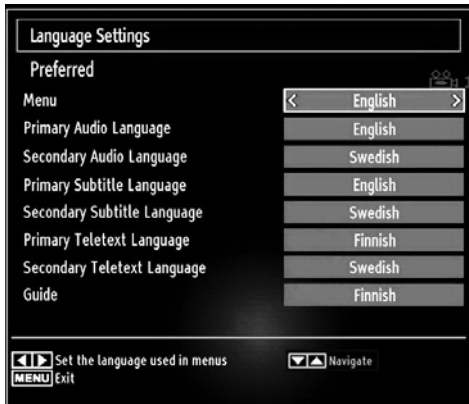 Language Settings
Preferred
Menu < English >
Primary Audio Language English
Secondary Audio Language Swedish
Primary Subtitle Language English
Secondary Subtitle Language Swedish
Primary Teletext Language Finnish
Secondary Teletext Language Swedish
Guide Finnish
Set the language used in menus Navigate
MENU Exit